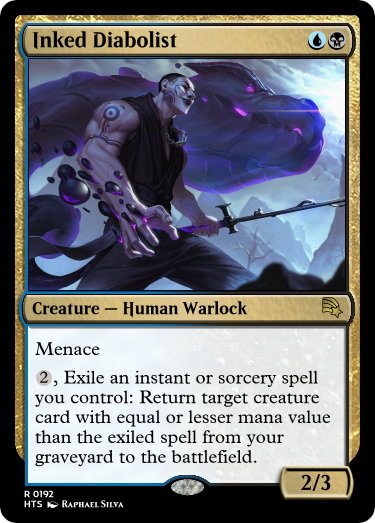 Inked Diabolist
Creature — Human Warlock
Menace
2, Exile an instant or sorcery spell
you control: Return target creature
card with equal or lesser mana value
than the exiled spell from your
graveyard to the battlefield.
2/3
R 0192
HTS Raphael Silva